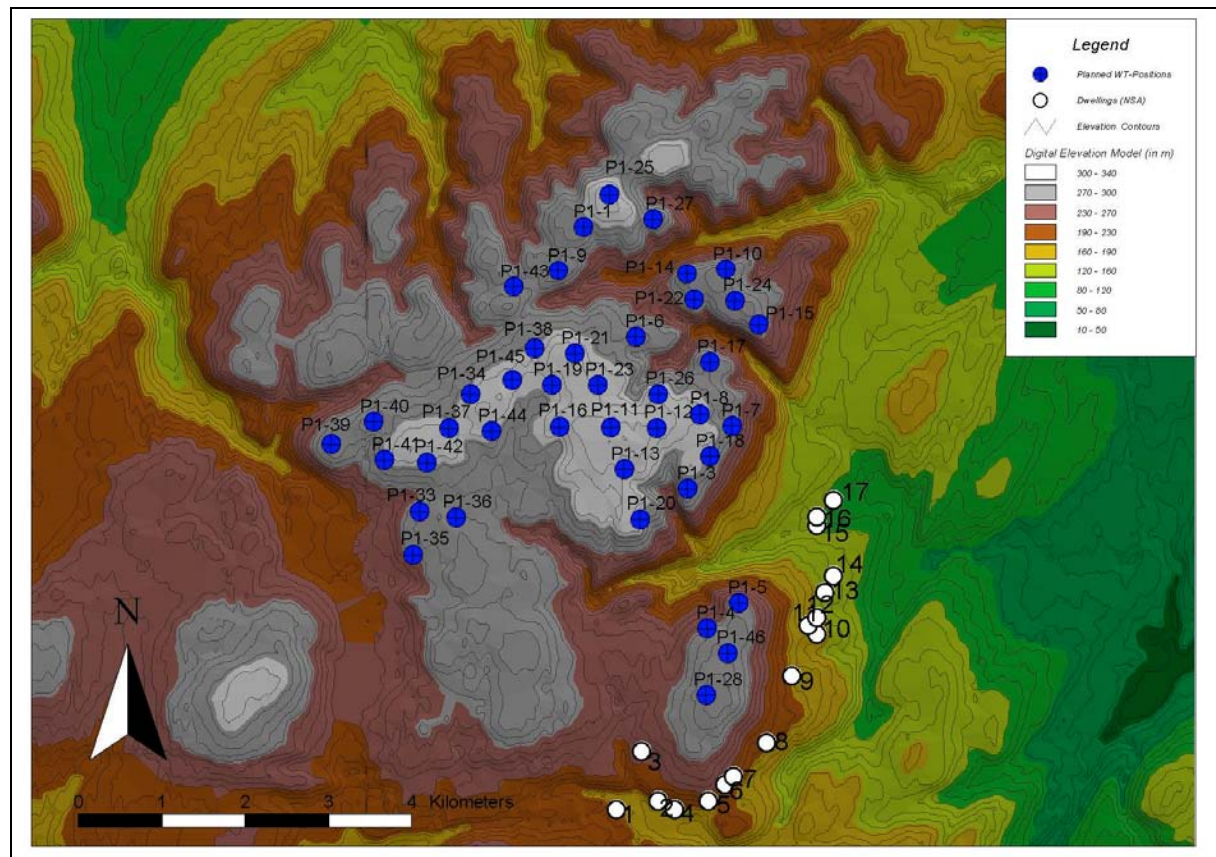 Legend
Planned WT-Positions
Dwellings (NSA)
Elevation Contours
Digital Elevation Model (in m)
300 - 340
270 - 300
230 - 270
190 - 230
160 - 190
120 - 160
80 - 120
50 - 80
10 - 50
P1-25
P1-1
P1-27
P1-9
P1-43
P1-14
P1-10
P1-22
P1-24
P1-15
P1-6
P1-38
P1-21
P1-17
P1-45
P1-34
P1-19
P1-23
P1-26
P1-8
P1-40
P1-37
P1-44
P1-16
P1-11
P1-12
P1-7
P1-39
P1-41
P1-42
P1-18
P1-13
P1-3
P1-33
P1-36
P1-20
P1-35
17
16
15
14
13
P1-5
P1-4
12
11
10
P1-46
P1-28
9
8
3
7
6
5
2
4
1
N
0 1 2 3 4 Kilometers